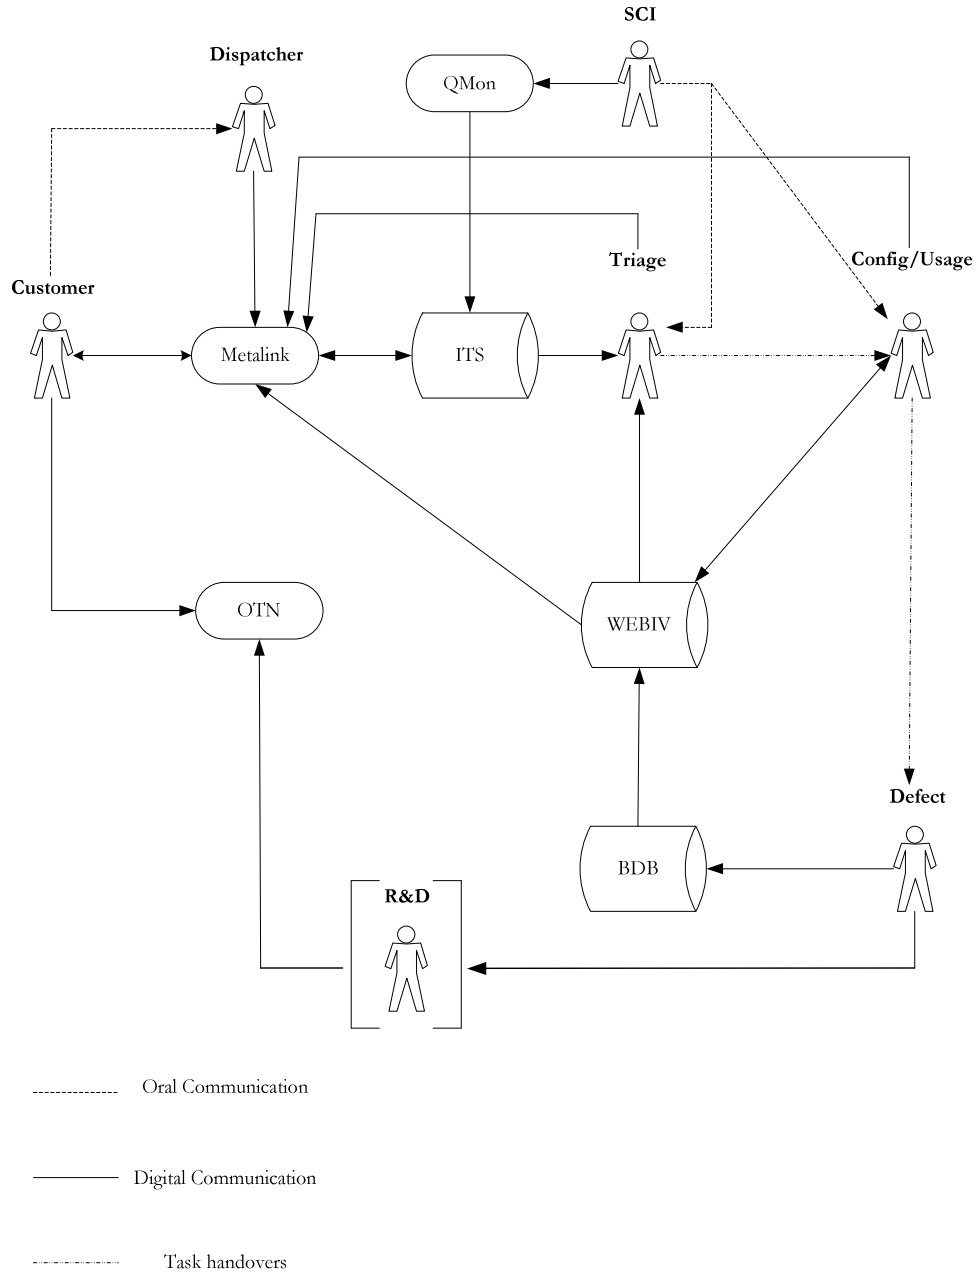 SCI
Dispatcher
QMon
Triage
Config/Usage
Customer
Metalink
ITS
OTN
WEBIV
Defect
BDB
R&D
Oral Communication
Digital Communication
Task handovers